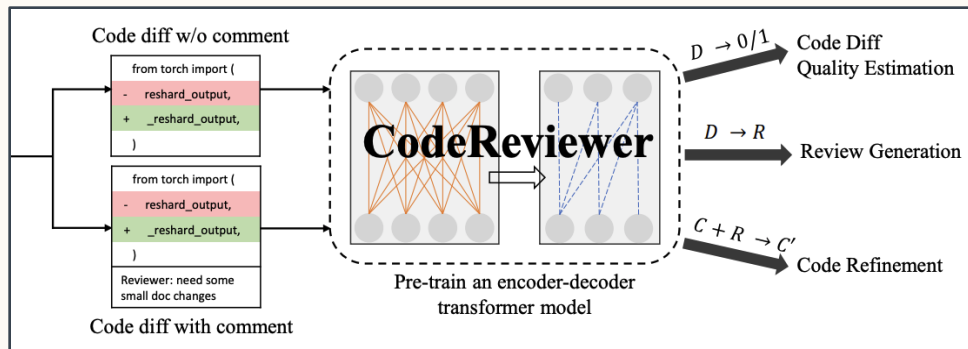 Code diff w/o comment
from torch import (
- reshard_output,
+ _reshard_output,
)
from torch import (
- reshard_output,
+ _reshard_output,
)
Reviewer: need some
small doc changes
Code diff with comment
CodeReviewer
Pre-train an encoder-decoder
transformer model
D → 0/1
Code Diff
Quality Estimation
D → R
Review Generation
C + R → C'
Code Refinement